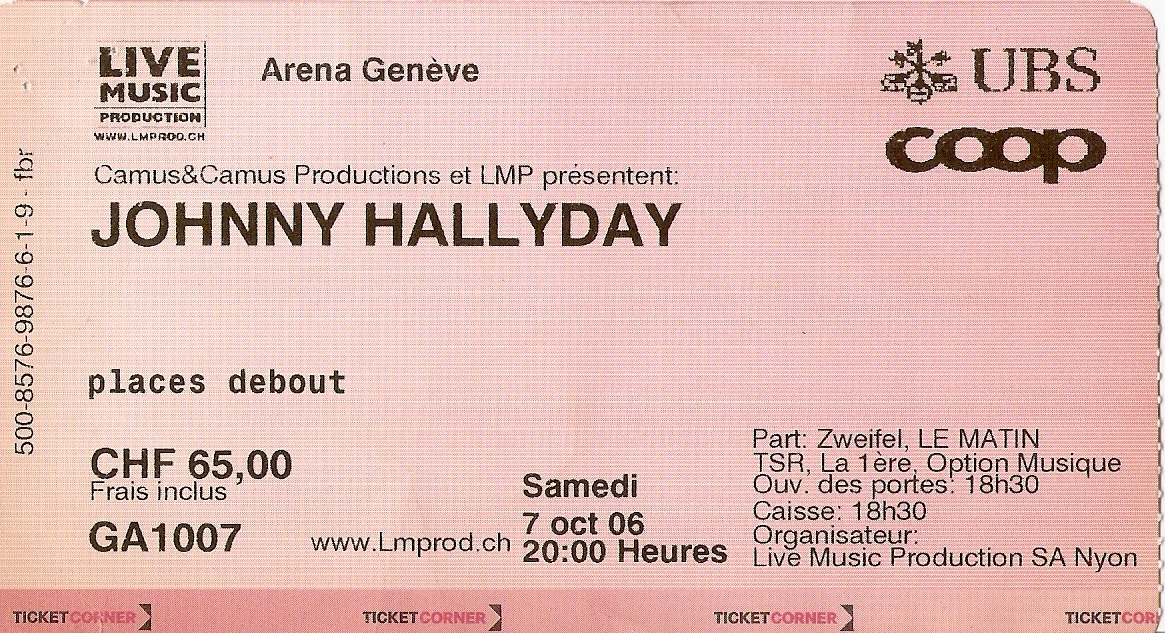 LIVE
MUSIC
PRODUCTION
WWW.LMPROD.CH
Arena Genève
UBS
coop
Camus&Camus Productions et LMP présentent:
JOHNNY HALLYDAY
500-8576-9876-6-1-9 - fbr
places debout
CHF 65,00
Frais inclus
GA1007
www.Lmprod.ch
Samedi
7 oct 06
20:00 Heures
Part: Zweifel, LE MATIN
TSR, La 1ère, Option Musique
Ouv. des portes: 18h30
Caisse: 18h30
Organisateur:
Live Music Production SA Nyon
TICKETCORNER TICKETCORNER TICKETCORNER TICKETCOR